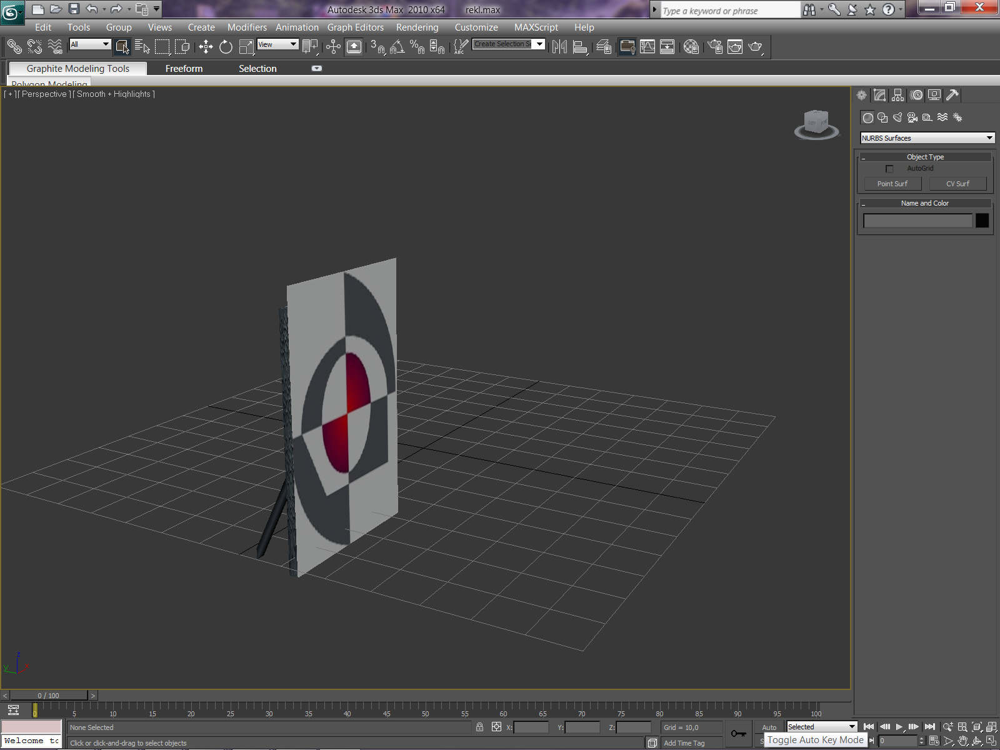 Autodesk 3ds Max 2010 x64 rekl.max
Type a keyword or phrase
Edit Tools Group Views Create Modifiers Animation Graph Editors Rendering Customize MAXScript Help
All View Create Selection Se
3 % ABC
Graphite Modeling Tools Freeform Selection
Polygon Modeling
[ + ][ Perspective ][ Smooth + Highlights ]
NURBS Surfaces
Object Type
AutoGrid
Point Surf CV Surf
Name and Color
z
y
< 0 / 100 >
0 5 10 15 20 25 30 35 40 45 50 55 60 65 70 75 80 85 90 95 100
None Selected X: Y: Z: Grid = 10,0 Auto Selected
Welcome to Click or click-and-drag to select objects Add Time Tag Toggle Auto Key Mode 0